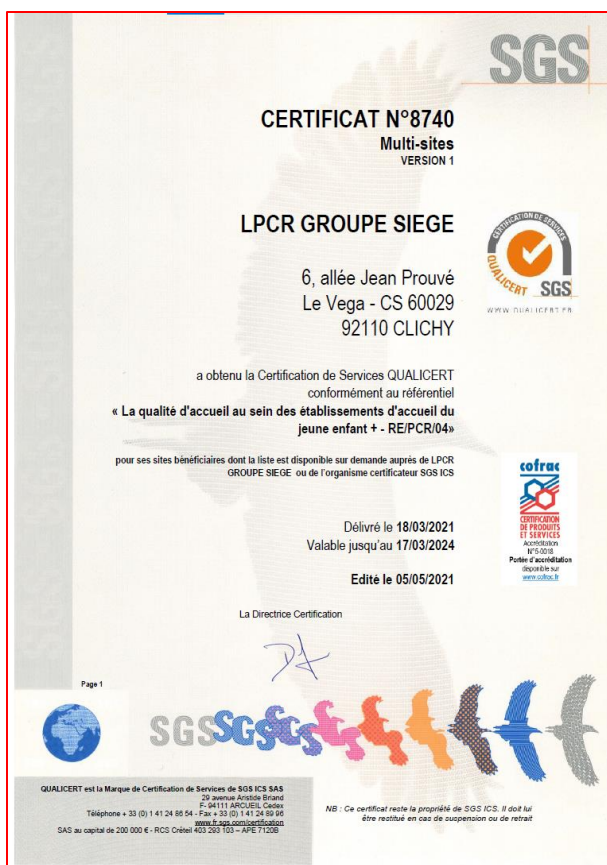 SGS
CERTIFICAT N°8740
Multi-sites
VERSION 1
LPCR GROUPE SIEGE
CERTIFICATION DE SERVICES
QUALICERT SGS
WWW.QUALICERT.FR
6, allée Jean Prouvé
Le Vega - CS 60029
92110 CLICHY
a obtenu la Certification de Services QUALICERT
conformément au référentiel
« La qualité d'accueil au sein des établissements d'accueil du
jeune enfant + - RE/PCR/04»
pour ses sites bénéficiaires dont la liste est disponible sur demande auprès de LPCR
GROUPE SIEGE ou de l'organisme certificateur SGS ICS
cofrac
CERTIFICATION
DE PRODUITS
ET SERVICES
Accréditation
N°5-0018
Portée d'accréditation
disponible sur
www.cofrac.fr
Délivré le 18/03/2021
Valable jusqu'au 17/03/2024
Edité le 05/05/2021
La Directrice Certification
Page 1
SGS SGS SGS
QUALICERT est la Marque de Certification de Services de SGS ICS SAS
29 avenue Aristide Briand
F- 94111 ARCUEIL Cedex
Téléphone + 33 (0) 1 41 24 86 54 - Fax + 33 (0) 1 41 24 89 96
www.fr.sgs.com/certification
SAS au capital de 200 000 € - RCS Créteil 403 293 103 – APE 7120B
NB : Ce certificat reste la propriété de SGS ICS. Il doit lui
être restitué en cas de suspension ou de retrait